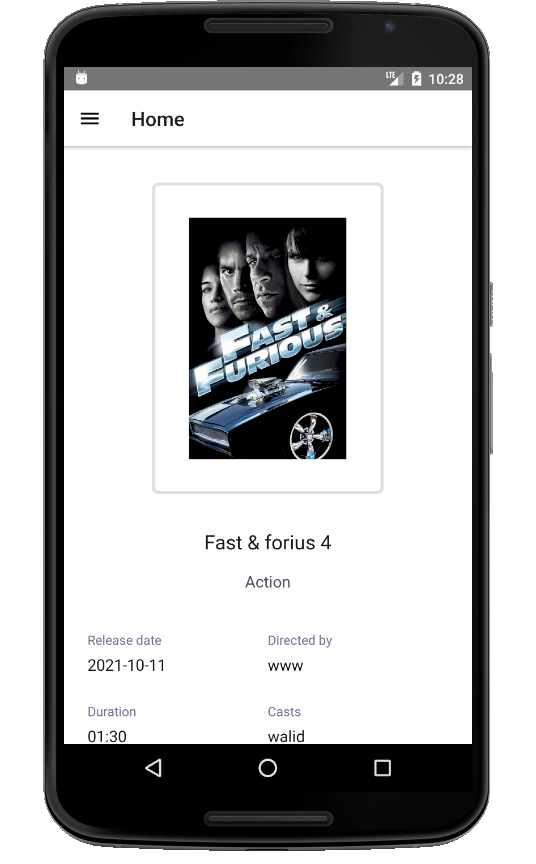 LTE 10:28
Home
FAST &
FURIOUS
Fast & forius 4
Action
Release date Directed by
2021-10-11 www
Duration Casts
01:30 walid